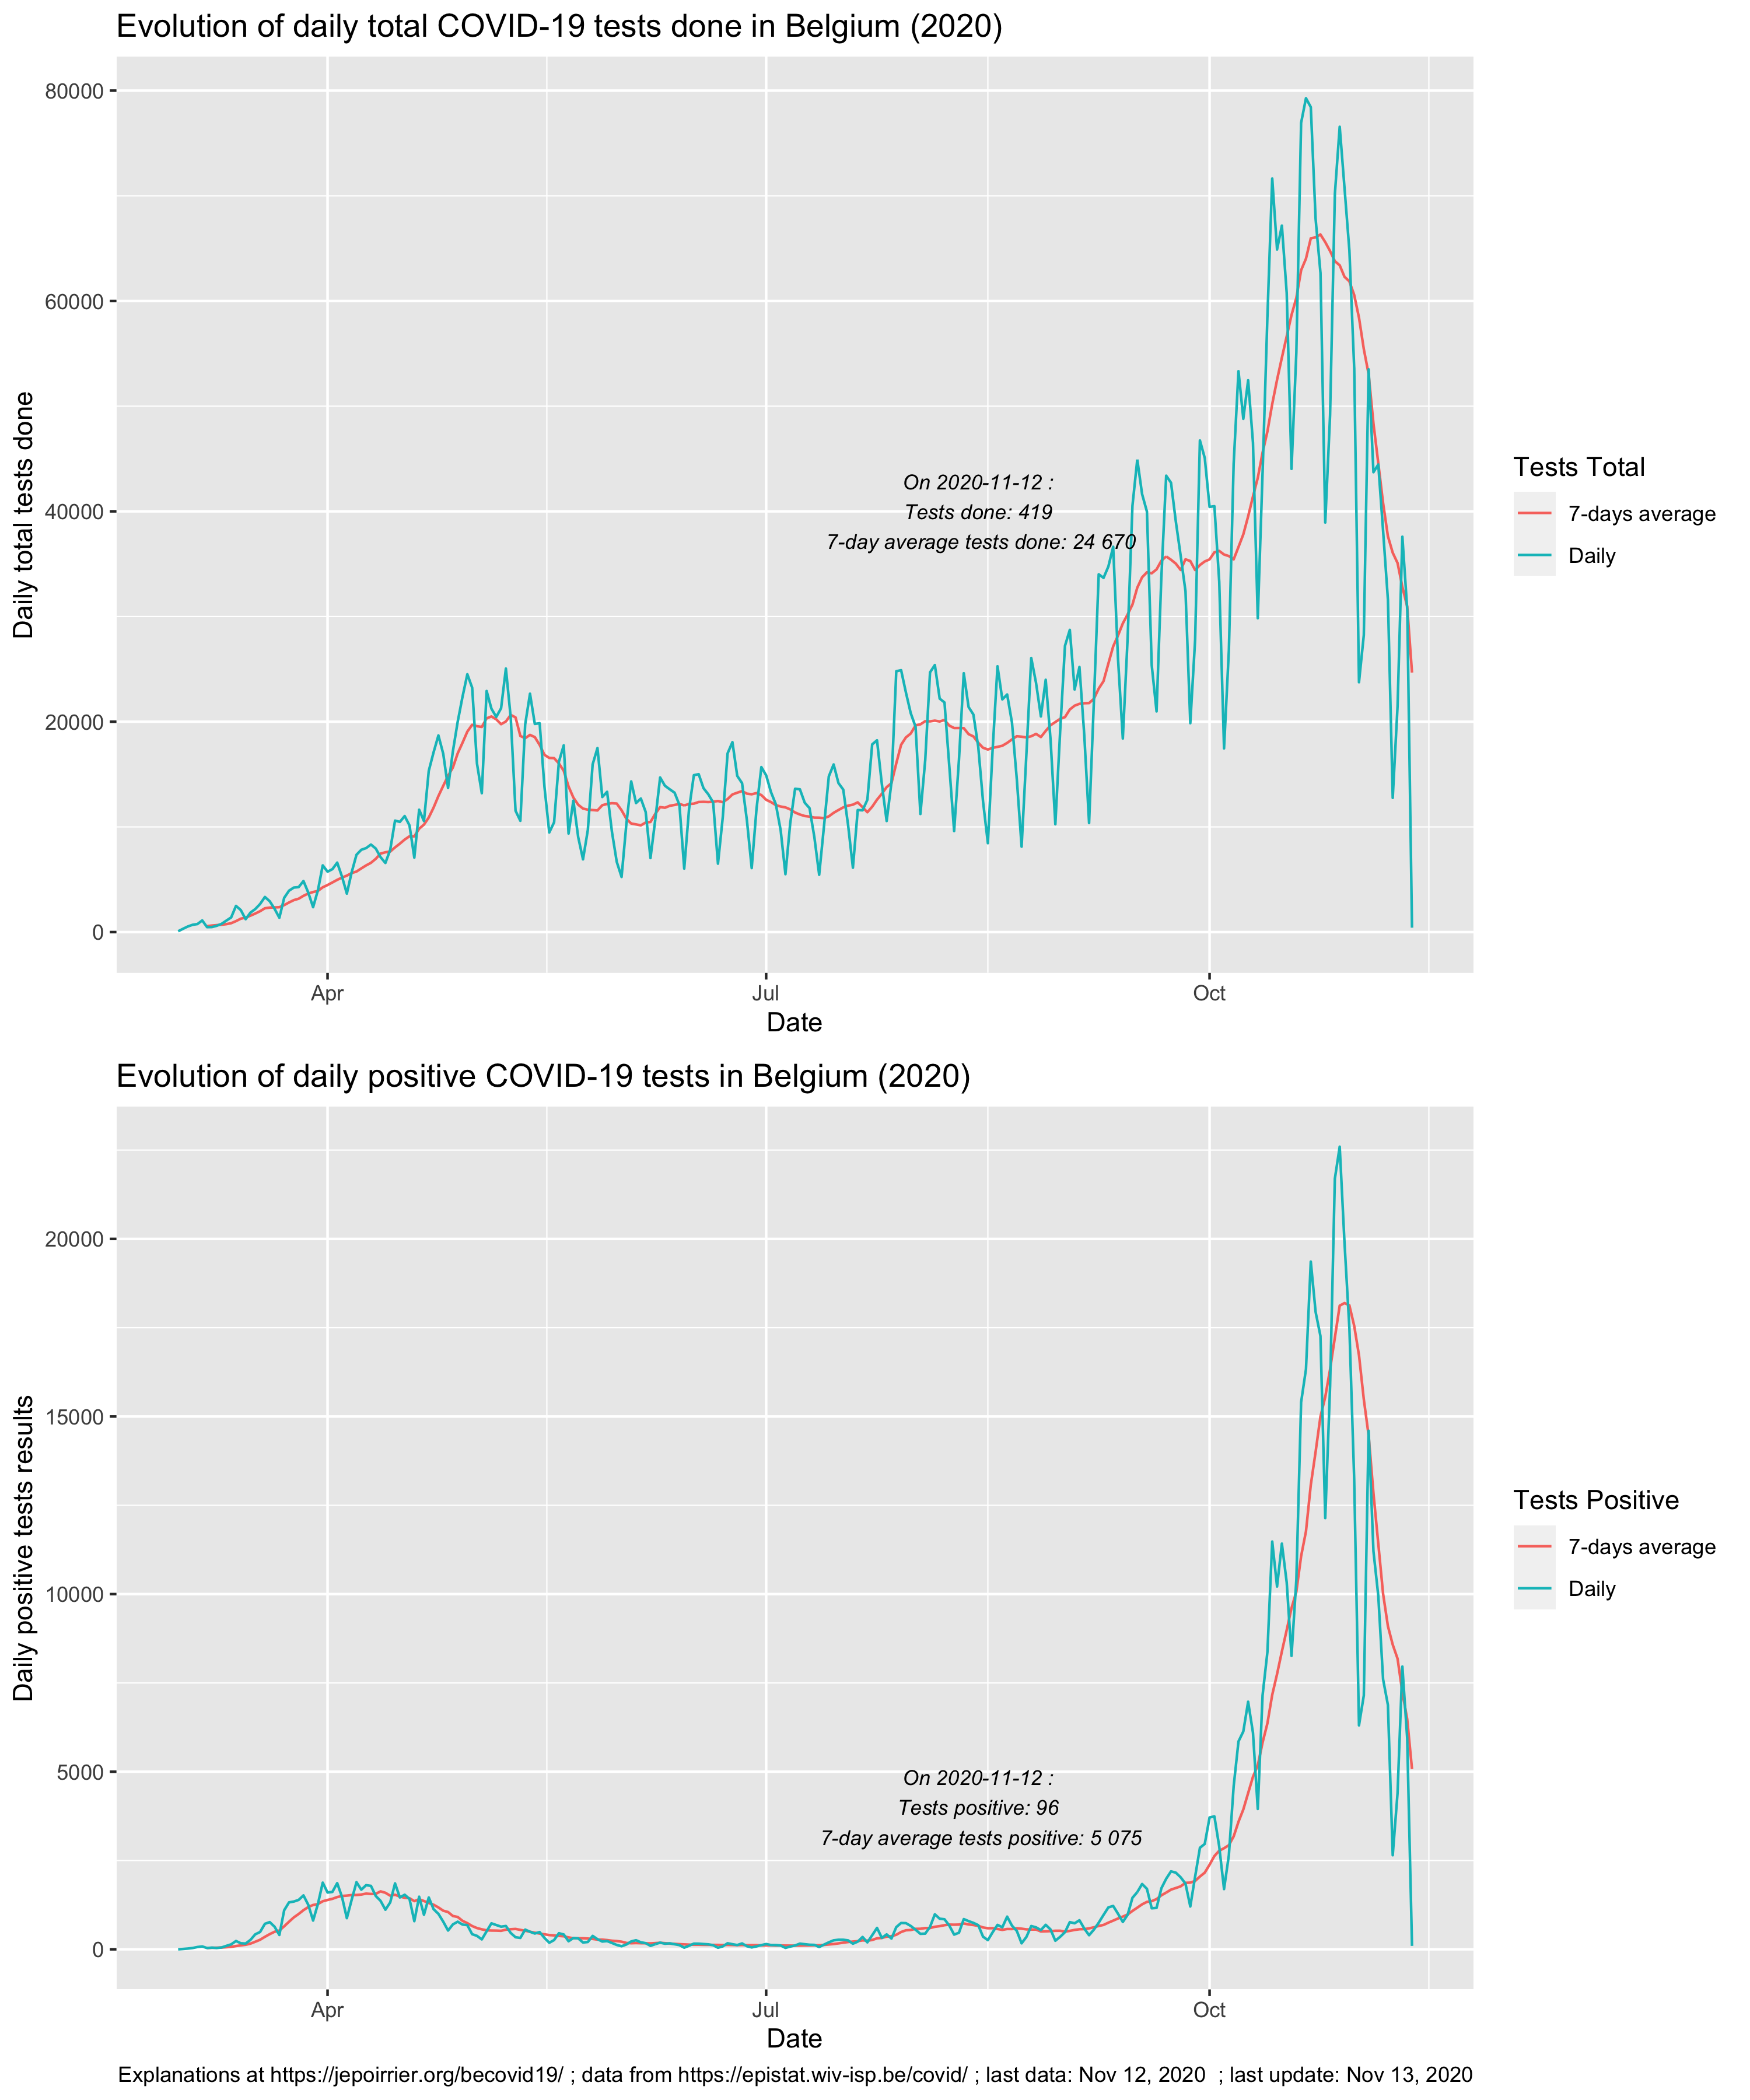 Evolution of daily total COVID-19 tests done in Belgium (2020)
80000
60000
40000
20000
0
Daily total tests done
On 2020-11-12 :
Tests done: 419
7-day average tests done: 24 670
Apr
Jul
Oct
Date
Tests Total
7-days average
Daily
Evolution of daily positive COVID-19 tests in Belgium (2020)
20000
15000
10000
5000
0
Daily positive tests results
On 2020-11-12 :
Tests positive: 96
7-day average tests positive: 5 075
Apr
Jul
Oct
Date
Tests Positive
7-days average
Daily
Explanations at https://jepoirrier.org/becovid19/ ; data from https://epistat.wiv-isp.be/covid/ ; last data: Nov 12, 2020  ; last update: Nov 13, 2020